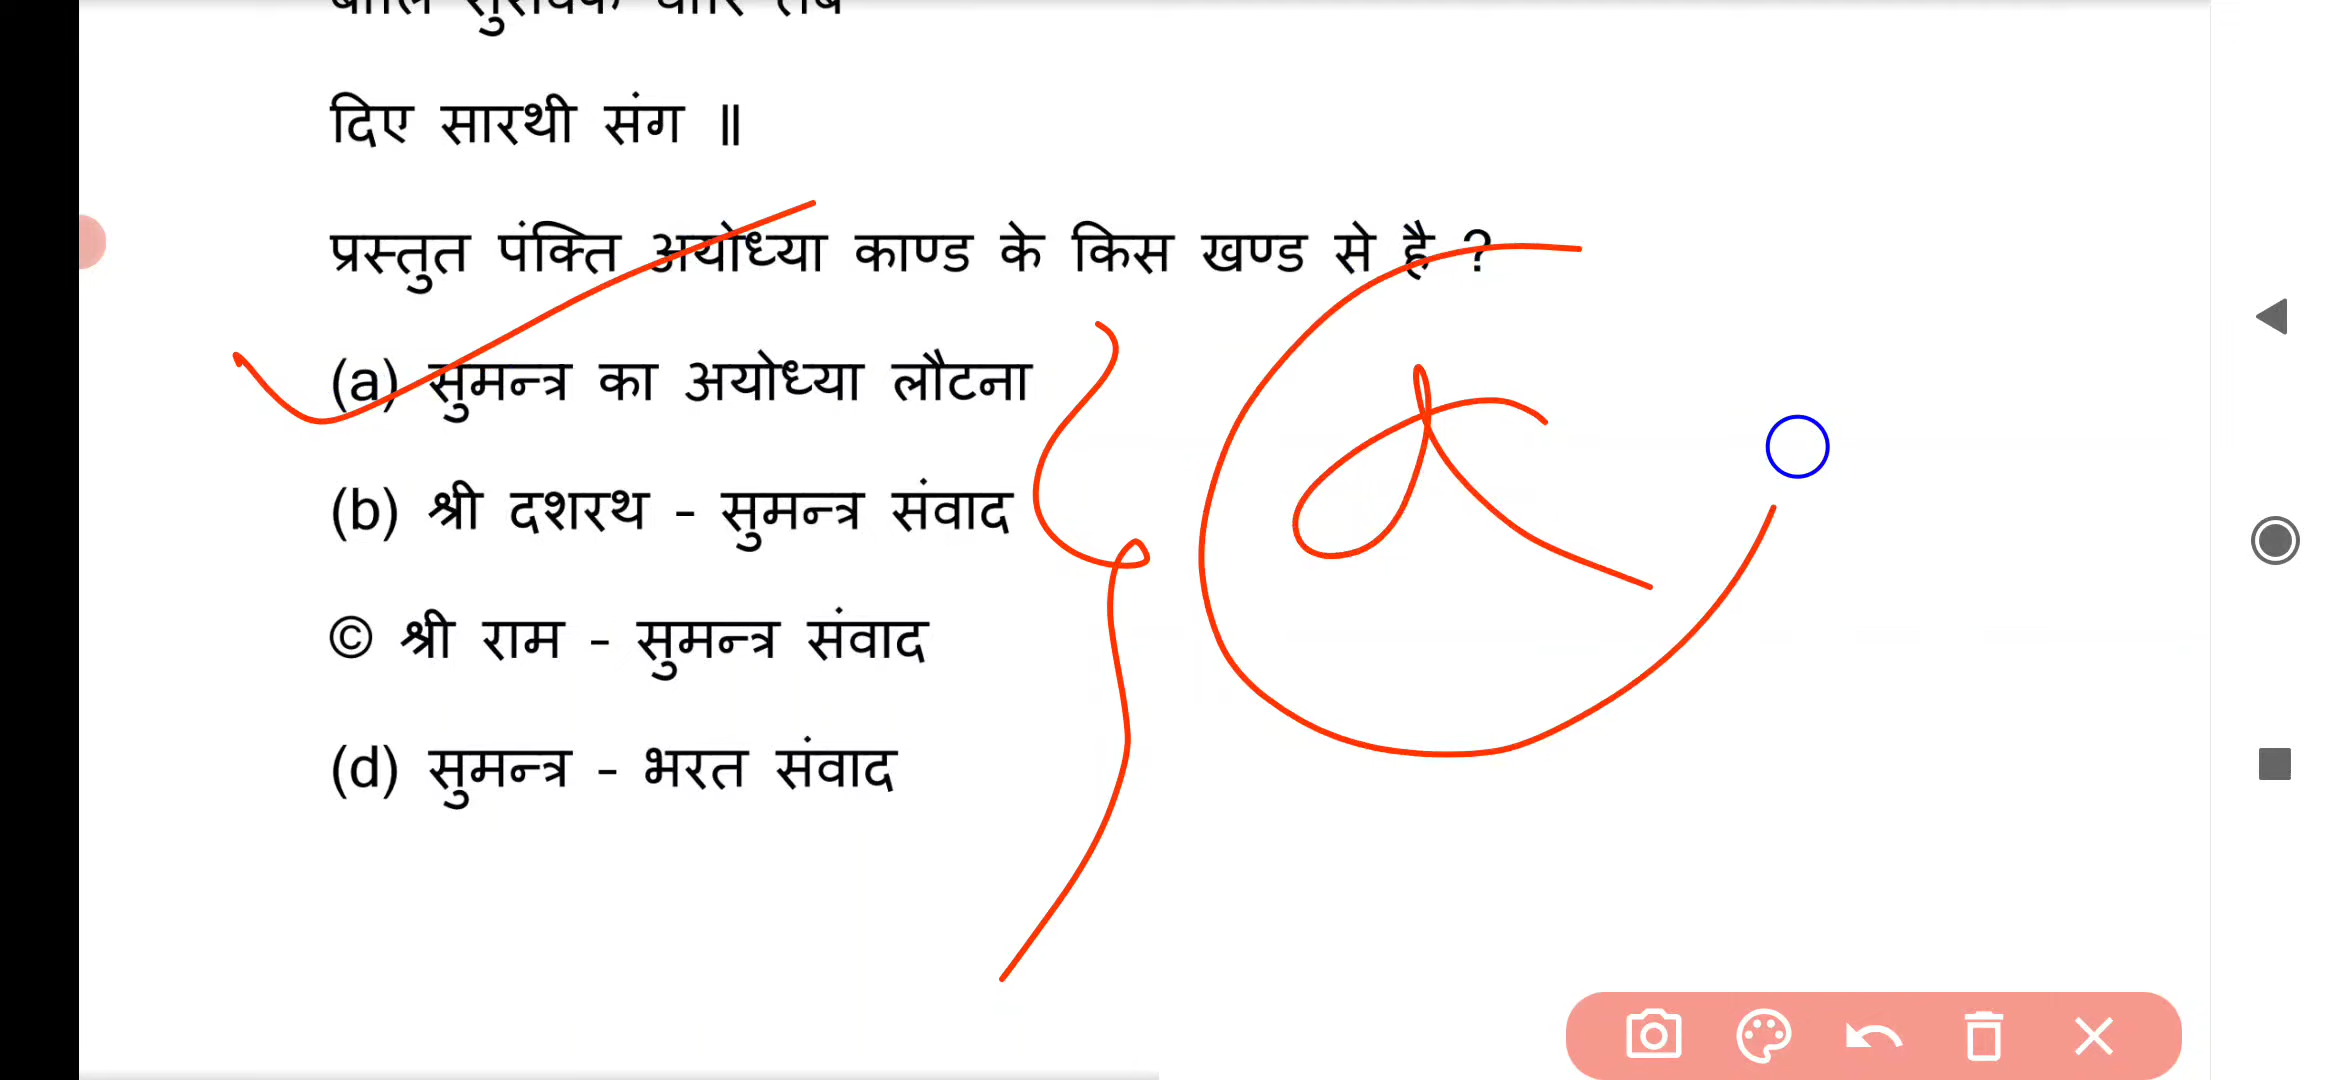 दिए सारथी संग ॥
प्रस्तुत पंक्ति अयोध्या काण्ड के किस खण्ड से है ?
(a) सुमन्त्र का अयोध्या लौटना
(b) श्री दशरथ - सुमन्त्र संवाद
© श्री राम - सुमन्त्र संवाद
(d) सुमन्त्र - भरत संवाद
a